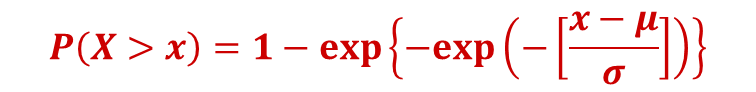 P(X > x) = 1 − exp{−exp(−[x − μ / σ])}